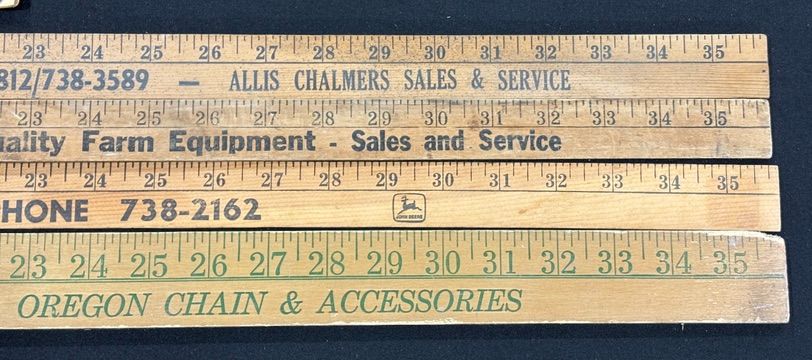 23 24 25 26 27 28 29 30 31 32 33 34 35
812/738-3589 — ALLIS CHALMERS SALES & SERVICE
23 24 25 26 27 28 29 30 31 32 33 34 35
ality Farm Equipment - Sales and Service
23 24 25 26 27 28 29 30 31 32 33 34 35
HONE 738-2162 JOHN DEERE
23 24 25 26 27 28 29 30 31 32 33 34 35
OREGON CHAIN & ACCESSORIES